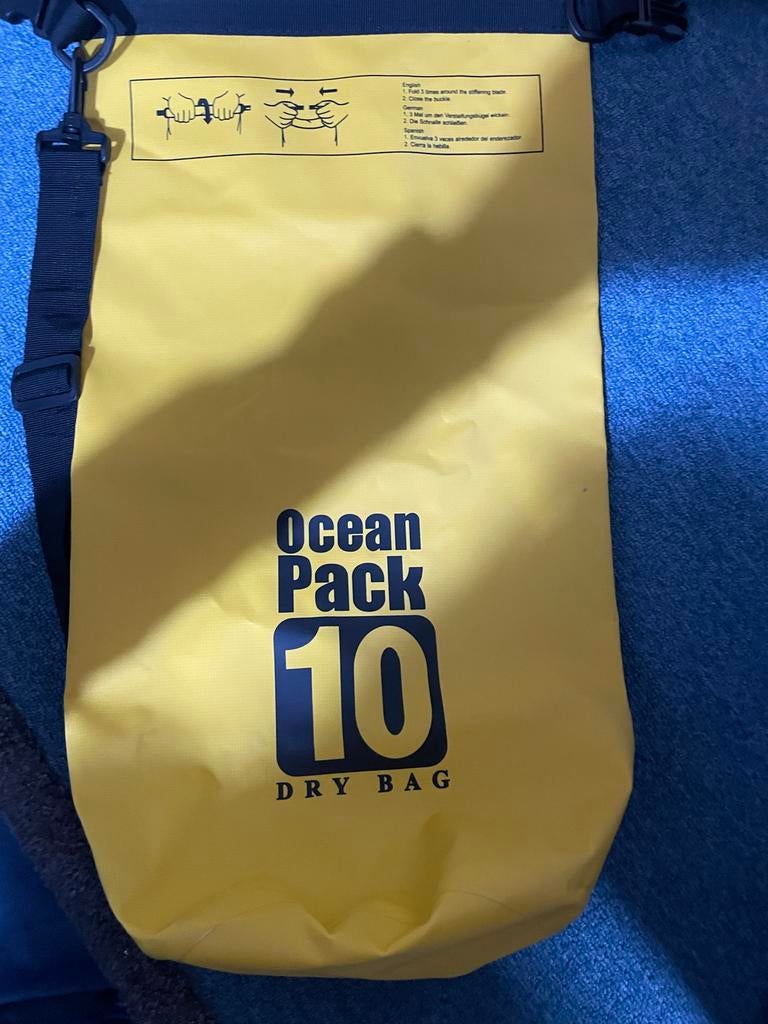 English
1. Fold 3 times around the stiffening blade.
2. Close the buckle.
German
1. 3 Mal um den Verstaifungsbügel wickeln.
2. Die Schnalle schließen.
Spanish
1. Envuelva 3 veces alrededor del enderezador.
2. Cierra la hebilla.
Ocean
Pack
10
DRY BAG